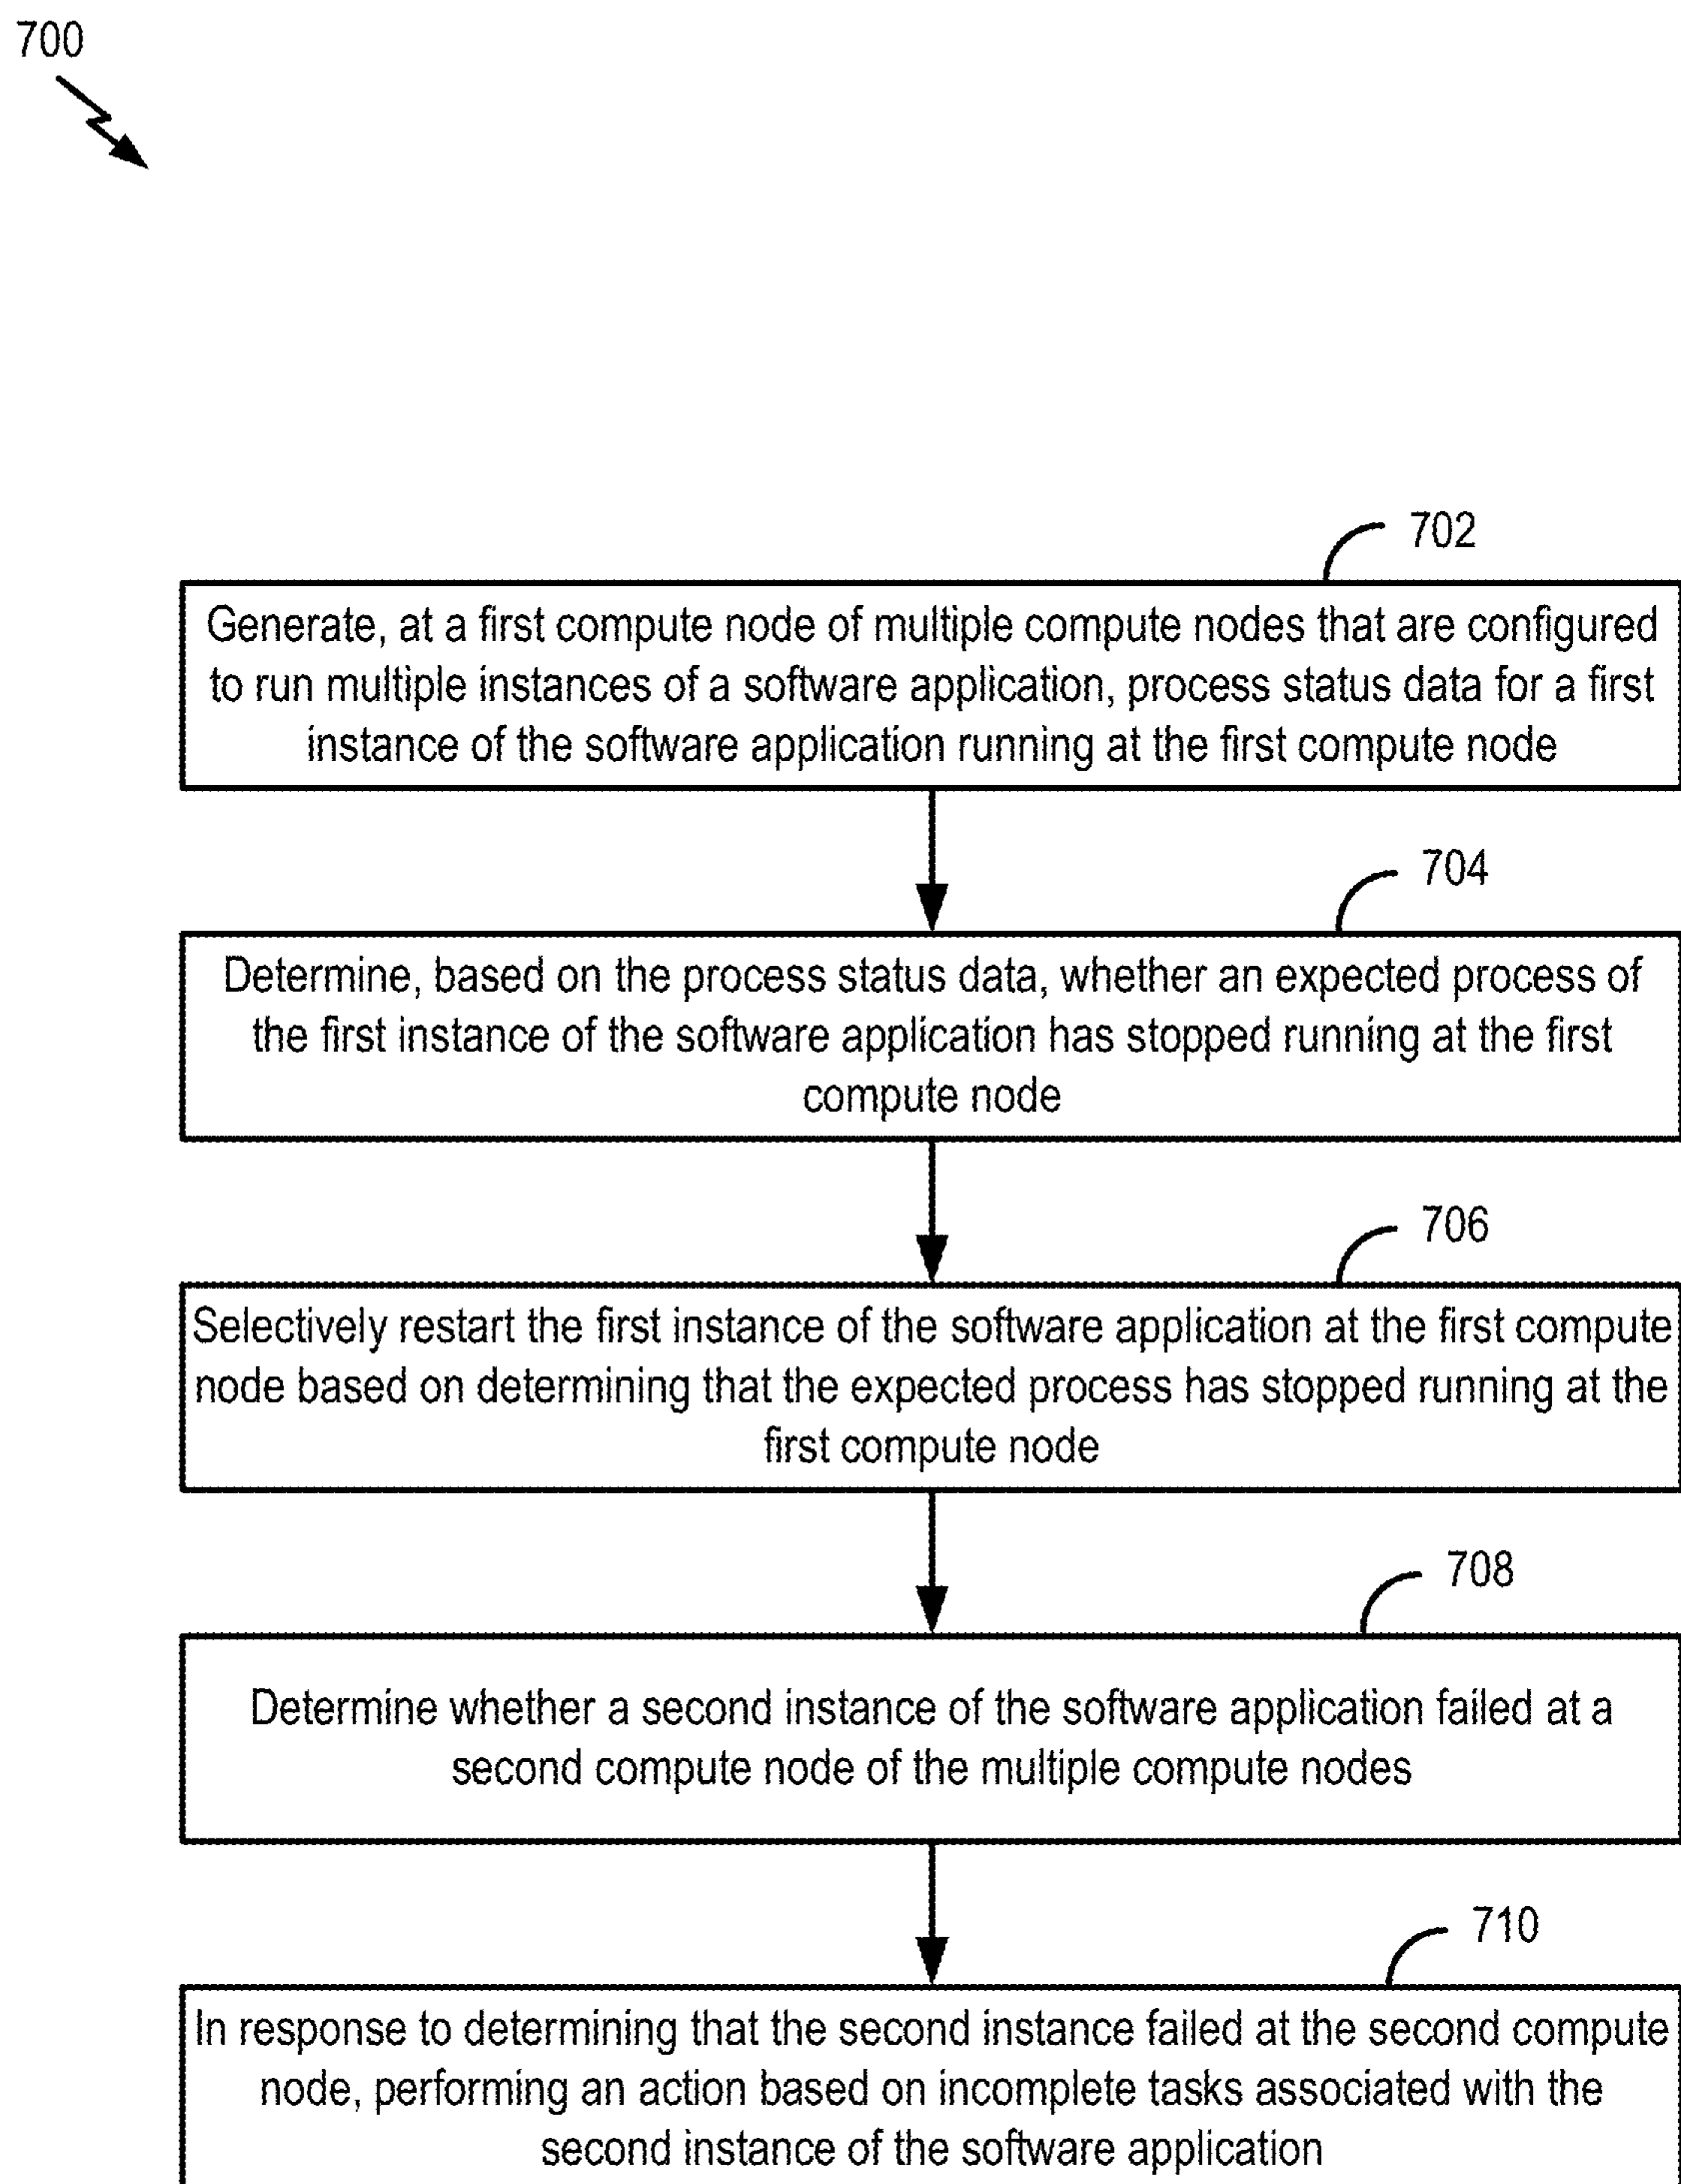 700
702
Generate, at a first compute node of multiple compute nodes that are configured
to run multiple instances of a software application, process status data for a first
instance of the software application running at the first compute node
704
Determine, based on the process status data, whether an expected process of
the first instance of the software application has stopped running at the first
compute node
706
Selectively restart the first instance of the software application at the first compute
node based on determining that the expected process has stopped running at the
first compute node
708
Determine whether a second instance of the software application failed at a
second compute node of the multiple compute nodes
710
In response to determining that the second instance failed at the second compute
node, performing an action based on incomplete tasks associated with the
second instance of the software application